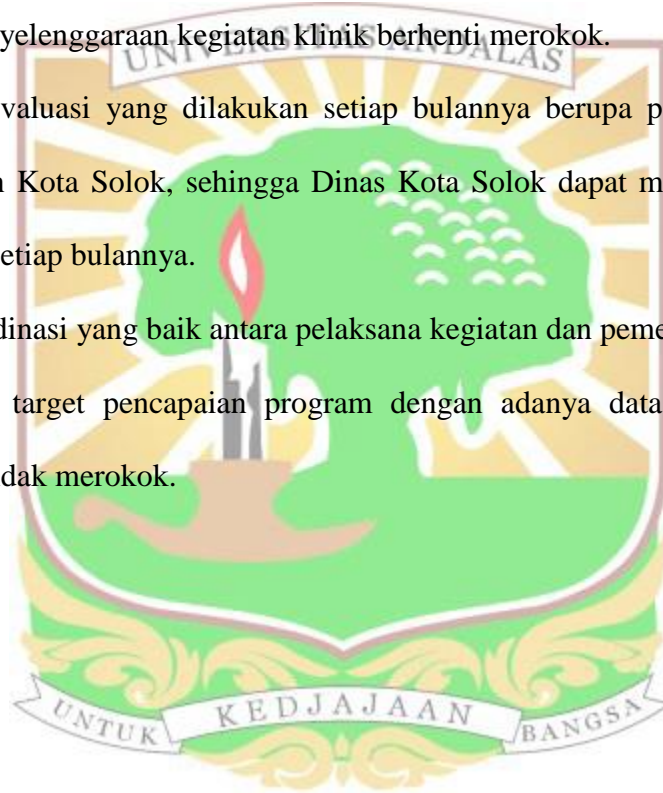 yelenggaraan kegiatan klinik berhenti merokok.
UNIVERSITAS ANDALAS
valuasi yang dilakukan setiap bulannya berupa p
Kota Solok, sehingga Dinas Kota Solok dapat m
etiap bulannya.
dinasi yang baik antara pelaksana kegiatan dan peme
target pencapaian program dengan adanya data
dak merokok.
UNTUK KEDJAJAAN BANGSA